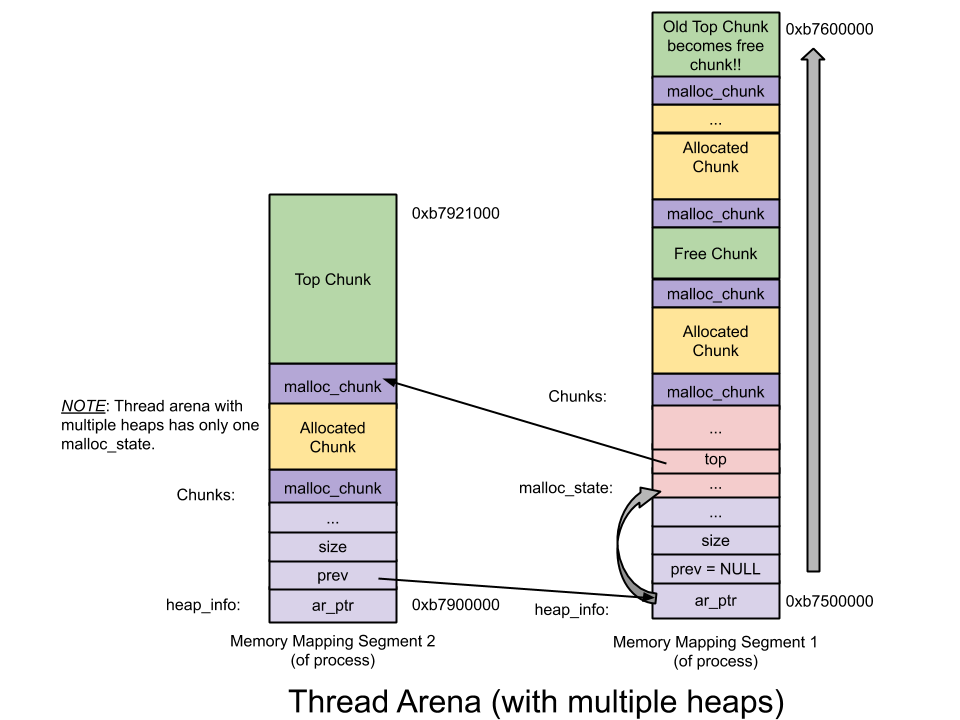 Old Top Chunk
becomes free
chunk!!
0xb7600000
malloc_chunk
...
Allocated
Chunk
malloc_chunk
Free Chunk
malloc_chunk
Allocated
Chunk
malloc_chunk
Chunks:
...
top
malloc_state:
...
...
size
prev = NULL
heap_info:
ar_ptr
0xb7500000
Memory Mapping Segment 1
(of process)
0xb7921000
Top Chunk
malloc_chunk
NOTE: Thread arena with
multiple heaps has only one
malloc_state.
Allocated
Chunk
Chunks:
malloc_chunk
...
size
prev
heap_info:
ar_ptr
0xb7900000
Memory Mapping Segment 2
(of process)
Thread Arena (with multiple heaps)